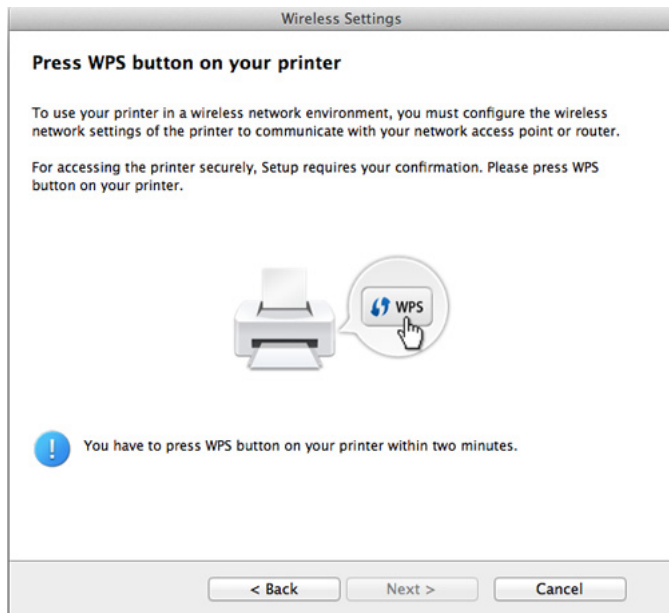 Wireless Settings
Press WPS button on your printer
To use your printer in a wireless network environment, you must configure the wireless
network settings of the printer to communicate with your network access point or router.
For accessing the printer securely, Setup requires your confirmation. Please press WPS
button on your printer.
WPS
You have to press WPS button on your printer within two minutes.
< Back
Next >
Cancel